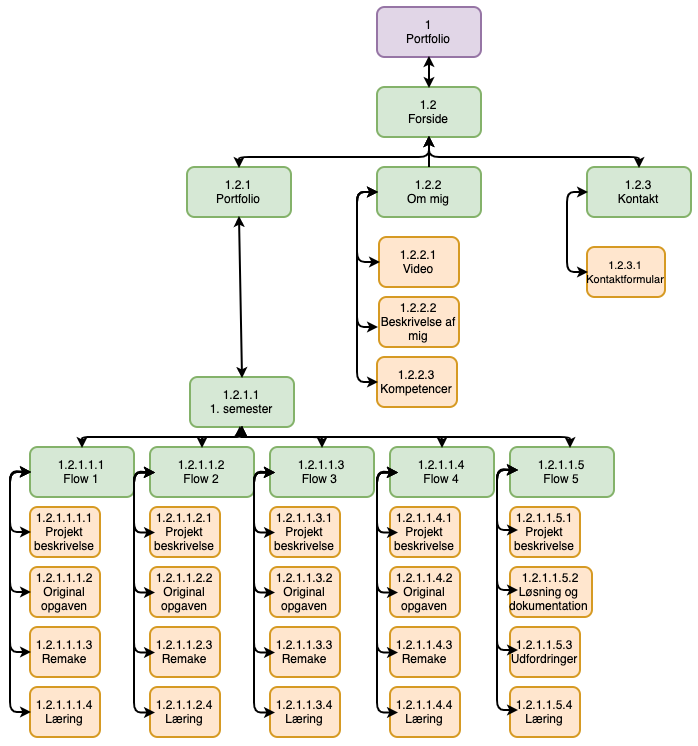 1
Portfolio
1.2
Forside
1.2.1
Portfolio
1.2.2
Om mig
1.2.3
Kontakt
1.2.2.1
Video
1.2.3.1
Kontaktformular
1.2.2.2
Beskrivelse af
mig
1.2.2.3
Kompetencer
1.2.1.1
1. semester
1.2.1.1.1
Flow 1
1.2.1.1.2
Flow 2
1.2.1.1.3
Flow 3
1.2.1.1.4
Flow 4
1.2.1.1.5
Flow 5
1.2.1.1.1.1
Projekt
beskrivelse
1.2.1.1.2.1
Projekt
beskrivelse
1.2.1.1.3.1
Projekt
beskrivelse
1.2.1.1.4.1
Projekt
beskrivelse
1.2.1.1.5.1
Projekt
beskrivelse
1.2.1.1.1.2
Original
opgaven
1.2.1.1.2.2
Original
opgaven
1.2.1.1.3.2
Original
opgaven
1.2.1.1.4.2
Original
opgaven
1.2.1.1.5.2
Løsning og
dokumentation
1.2.1.1.1.3
Remake
1.2.1.1.2.3
Remake
1.2.1.1.3.3
Remake
1.2.1.1.4.3
Remake
1.2.1.1.5.3
Udfordringer
1.2.1.1.1.4
Læring
1.2.1.1.2.4
Læring
1.2.1.1.3.4
Læring
1.2.1.1.4.4
Læring
1.2.1.1.5.4
Læring